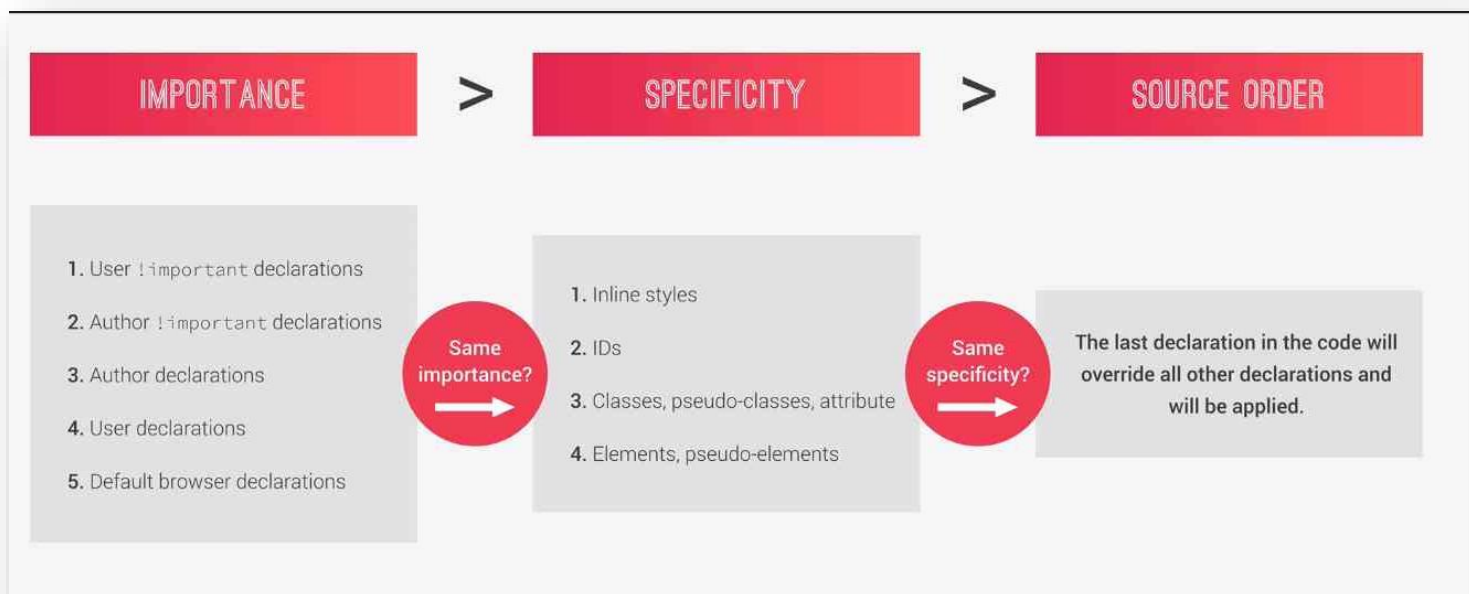 IMPORTANCE > SPECIFICITY > SOURCE ORDER
1. User !important declarations
2. Author !important declarations
3. Author declarations
4. User declarations
5. Default browser declarations
Same
importance?
1. Inline styles
2. IDs
3. Classes, pseudo-classes, attribute
4. Elements, pseudo-elements
Same
specificity?
The last declaration in the code will
override all other declarations and
will be applied.